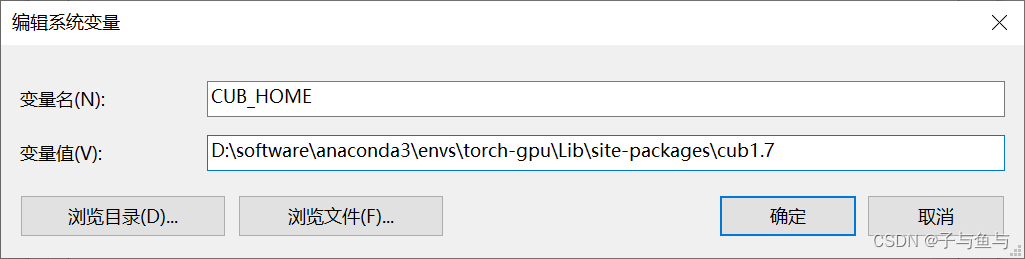 编辑系统变量
变量名(N): CUB_HOME
变量值(V): D:\software\anaconda3\envs\torch-gpu\Lib\site-packages\cub1.7
浏览目录(D)... 浏览文件(F)... 确定 取消
CSDN @子与鱼与